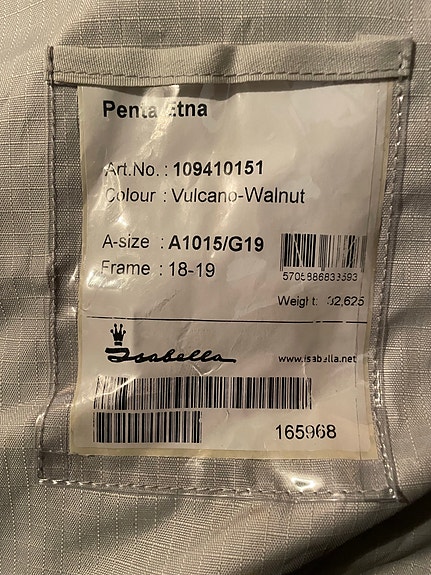 Penta Etna
Art.No. : 109410151
Colour : Vulcano-Walnut
A-size : A1015/G19
Frame : 18-19
5705886833593
Weight: 32,625
Isabella
www.isabella.net
165968